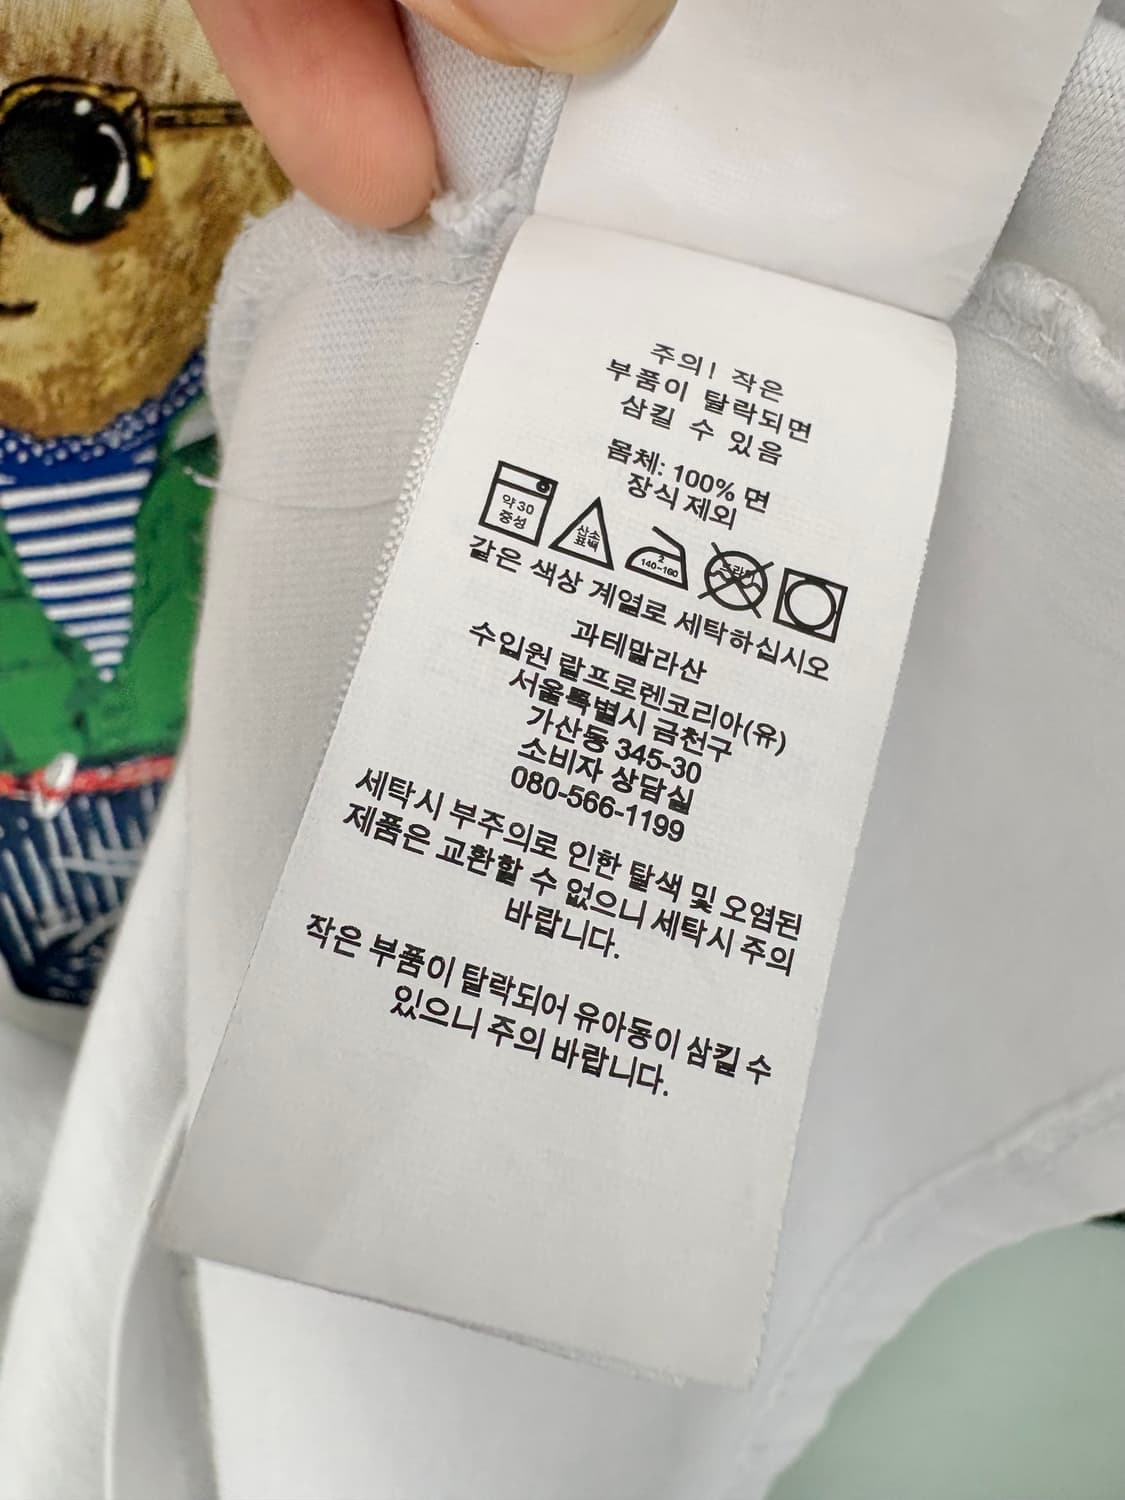 주의! 작은
부품이 탈락되면
삼킬 수 있음
몸체: 100% 면
장식 제외
약 30
중성
산소
표백
2
140-160
드라이
같은 색상 계열로 세탁하십시오
과테말라산
수입원 랄프로렌코리아(유)
서울특별시 금천구
가산동 345-30
소비자 상담실
080-566-1199
세탁시 부주의로 인한 탈색 및 오염된
제품은 교환할 수 없으니 세탁시 주의
바랍니다.
작은 부품이 탈락되어 유아동이 삼킬 수
있으니 주의 바랍니다.